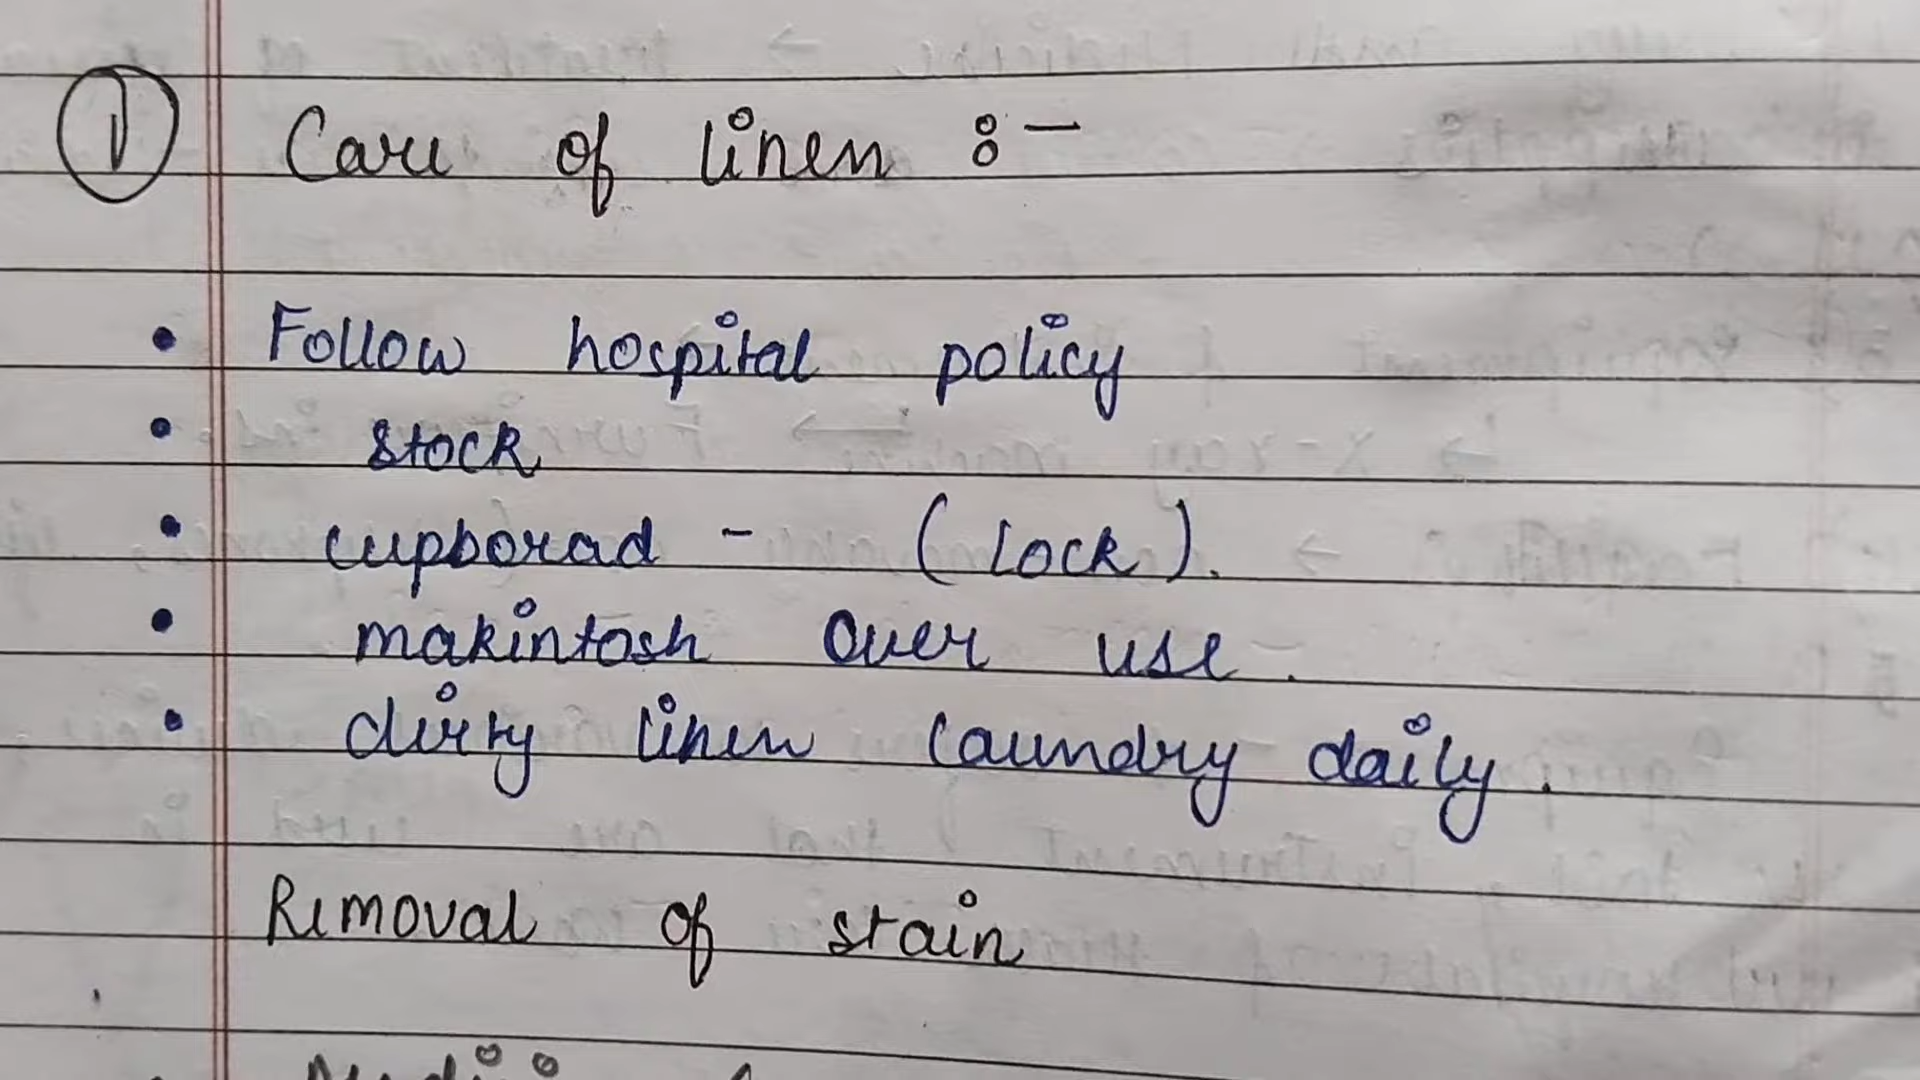 ① Care of linen :-
• Follow hospital policy
• stock
• cupborad - (Lock).
• makintosh over use.
• dirty linen laundry daily.
Removal of stain